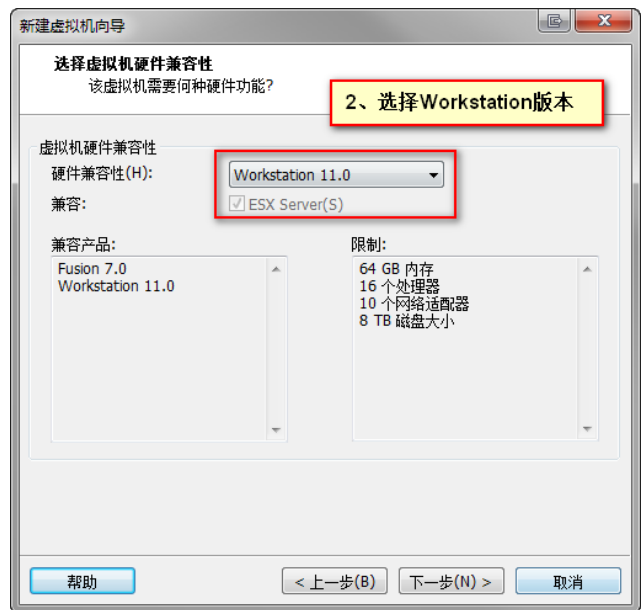 新建虚拟机向导
选择虚拟机硬件兼容性
该虚拟机需要何种硬件功能?
2、选择Workstation版本
虚拟机硬件兼容性
硬件兼容性(H):
Workstation 11.0
兼容:
ESX Server(S)
兼容产品:
Fusion 7.0
Workstation 11.0
限制:
64 GB 内存
16 个处理器
10 个网络适配器
8 TB 磁盘大小
帮助
< 上一步(B)
下一步(N) >
取消